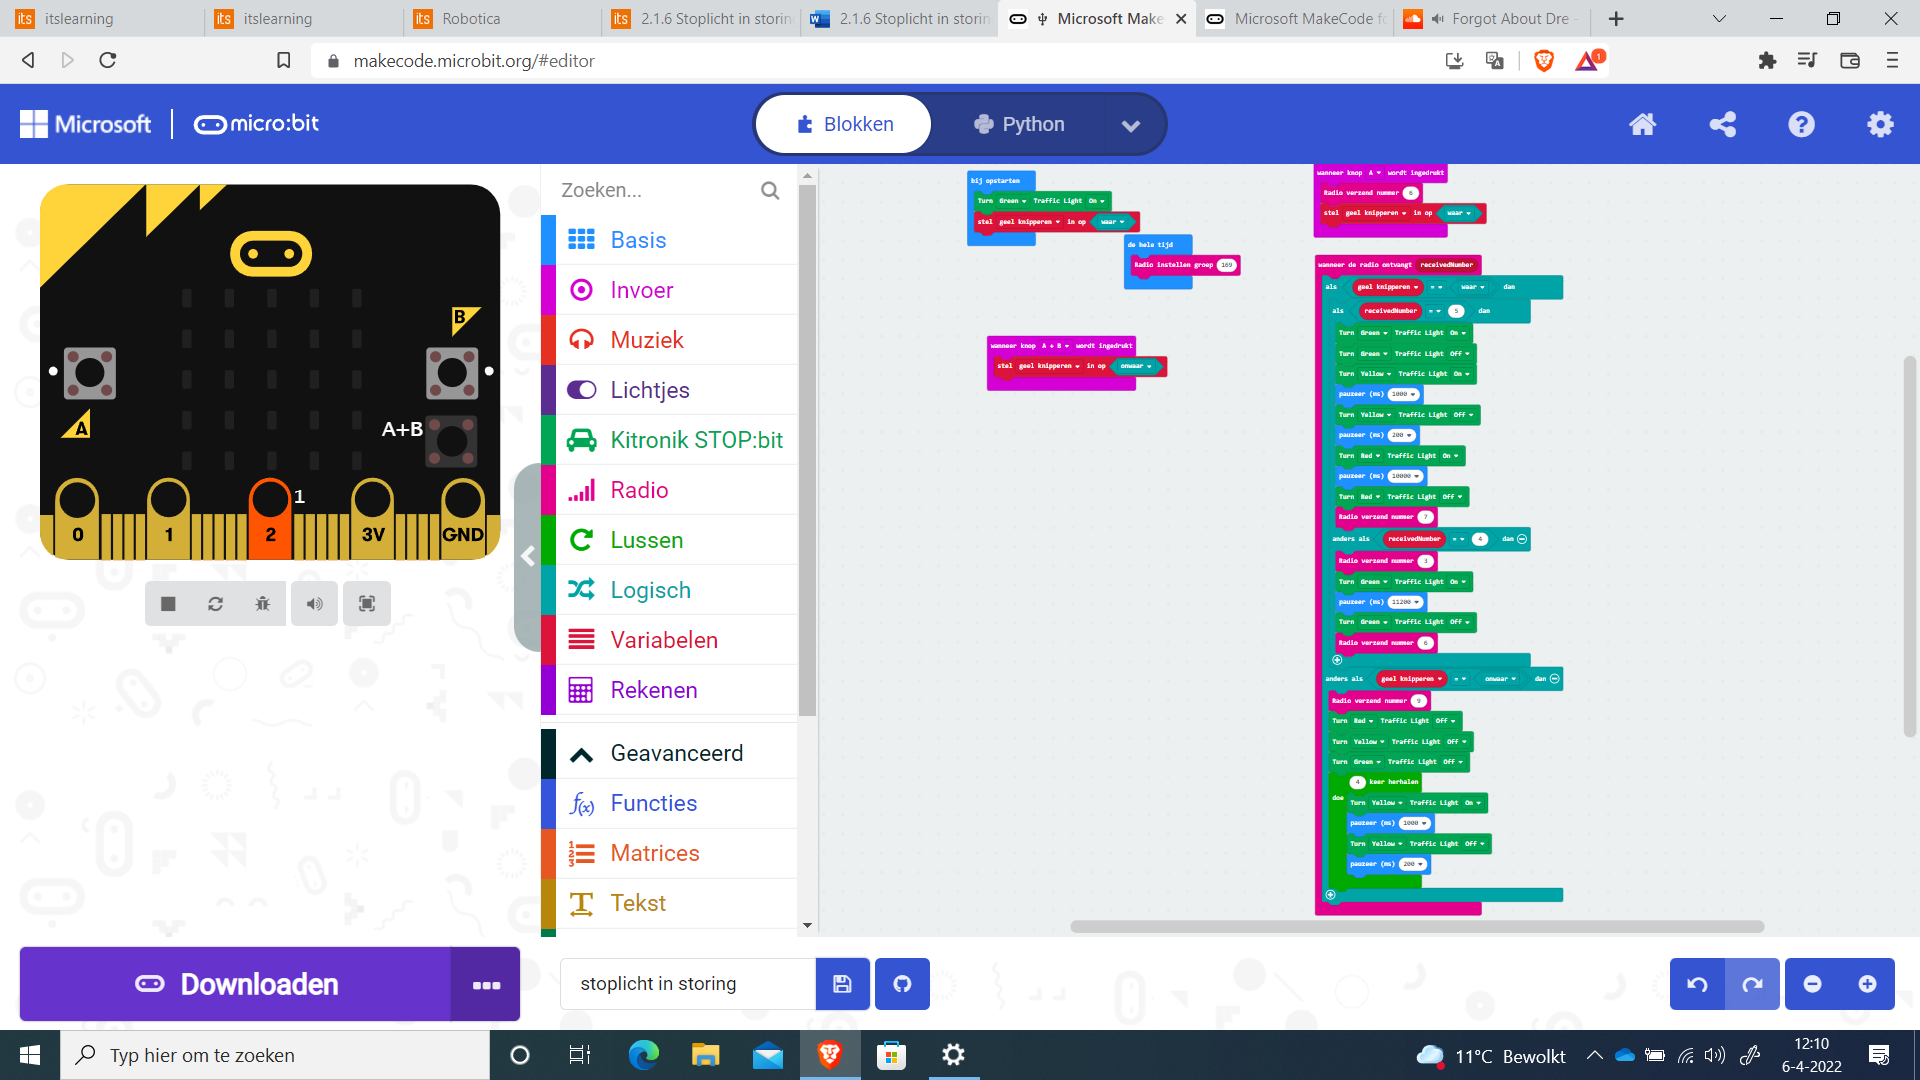 itslearning
itslearning
Robotica
2.1.6 Stoplicht in storin
2.1.6 Stoplicht in storin
Microsoft Make
Microsoft MakeCode fo
Forgot About Dre -
makecode.microbit.org/#editor
1
Microsoft
micro:bit
Blokken
Python
B
A
A+B
1
0
1
2
3V
GND
Zoeken...
Basis
Invoer
Muziek
Lichtjes
Kitronik STOP:bit
Radio
Lussen
Logisch
Variabelen
Rekenen
Geavanceerd
Functies
Matrices
Tekst
bij opstarten
Turn Green Traffic Light On
stel geel knipperen in op waar
de hele tijd
Radio instellen groep 169
wanneer knop A + B wordt ingedrukt
stel geel knipperen in op onwaar
wanneer knop A wordt ingedrukt
Radio verzend nummer 6
stel geel knipperen in op waar
wanneer de radio ontvangt receivedNumber
als geel knipperen = waar dan
als receivedNumber = 5 dan
Turn Green Traffic Light On
Turn Green Traffic Light Off
Turn Yellow Traffic Light On
pauzeer (ms) 1000
Turn Yellow Traffic Light Off
pauzeer (ms) 200
Turn Red Traffic Light On
pauzeer (ms) 10000
Turn Red Traffic Light Off
Radio verzend nummer 7
anders als receivedNumber = 4 dan
Radio verzend nummer 3
Turn Green Traffic Light On
pauzeer (ms) 11200
Turn Green Traffic Light Off
Radio verzend nummer 6
anders als geel knipperen = onwaar dan
Radio verzend nummer 9
Turn Red Traffic Light Off
Turn Yellow Traffic Light Off
Turn Green Traffic Light Off
4 keer herhalen
doe
Turn Yellow Traffic Light On
pauzeer (ms) 1000
Turn Yellow Traffic Light Off
pauzeer (ms) 200
Downloaden
stoplicht in storing
Typ hier om te zoeken
11°C Bewolkt
12:10
6-4-2022